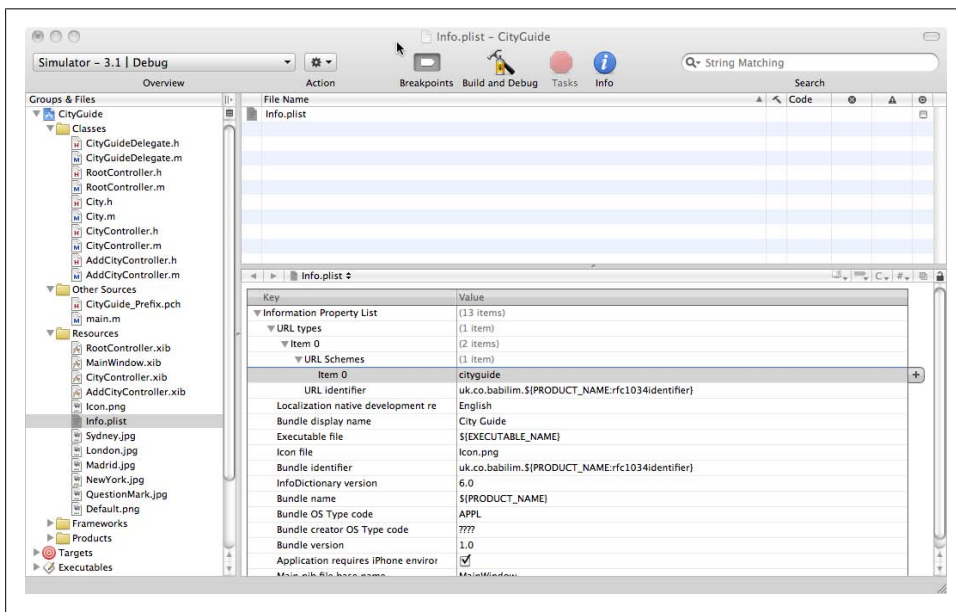 Info.plist – CityGuide
Simulator – 3.1 | Debug
String Matching
Overview
Action
Breakpoints
Build and Debug
Tasks
Info
Search
Groups & Files
CityGuide
Classes
CityGuideDelegate.h
CityGuideDelegate.m
RootController.h
RootController.m
City.h
City.m
CityController.h
CityController.m
AddCityController.h
AddCityController.m
Other Sources
CityGuide_Prefix.pch
main.m
Resources
RootController.xib
MainWindow.xib
CityController.xib
AddCityController.xib
Icon.png
Info.plist
Sydney.jpg
London.jpg
Madrid.jpg
NewYork.jpg
QuestionMark.jpg
Default.png
Frameworks
Products
Targets
Executables
File Name
Code
Info.plist
Info.plist
C
#
Key Value
Information Property List (13 items)
URL types (1 item)
Item 0 (2 items)
URL Schemes (1 item)
Item 0 cityguide
URL identifier uk.co.babilim.${PRODUCT_NAME:rfc1034identifier}
Localization native development re English
Bundle display name City Guide
Executable file ${EXECUTABLE_NAME}
Icon file Icon.png
Bundle identifier uk.co.babilim.${PRODUCT_NAME:rfc1034identifier}
InfoDictionary version 6.0
Bundle name ${PRODUCT_NAME}
Bundle OS Type code APPL
Bundle creator OS Type code ????
Bundle version 1.0
Application requires iPhone enviror
Main nib file base name MainWindow